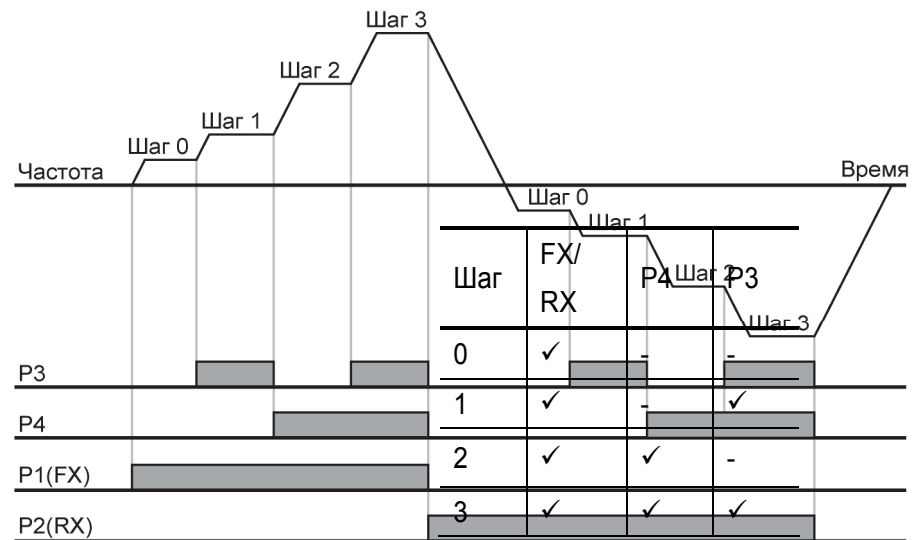 Шаг 3
Шаг 2
Шаг 1
Шаг 0
Частота
Время
Шаг 0
Шаг 1
Шаг 2
Шаг 3
Шаг FX/ RX P4 P3
0 ✓ - -
1 ✓ - ✓
2 ✓ ✓ -
3 ✓ ✓ ✓
P3
P4
P1(FX)
P2(RX)